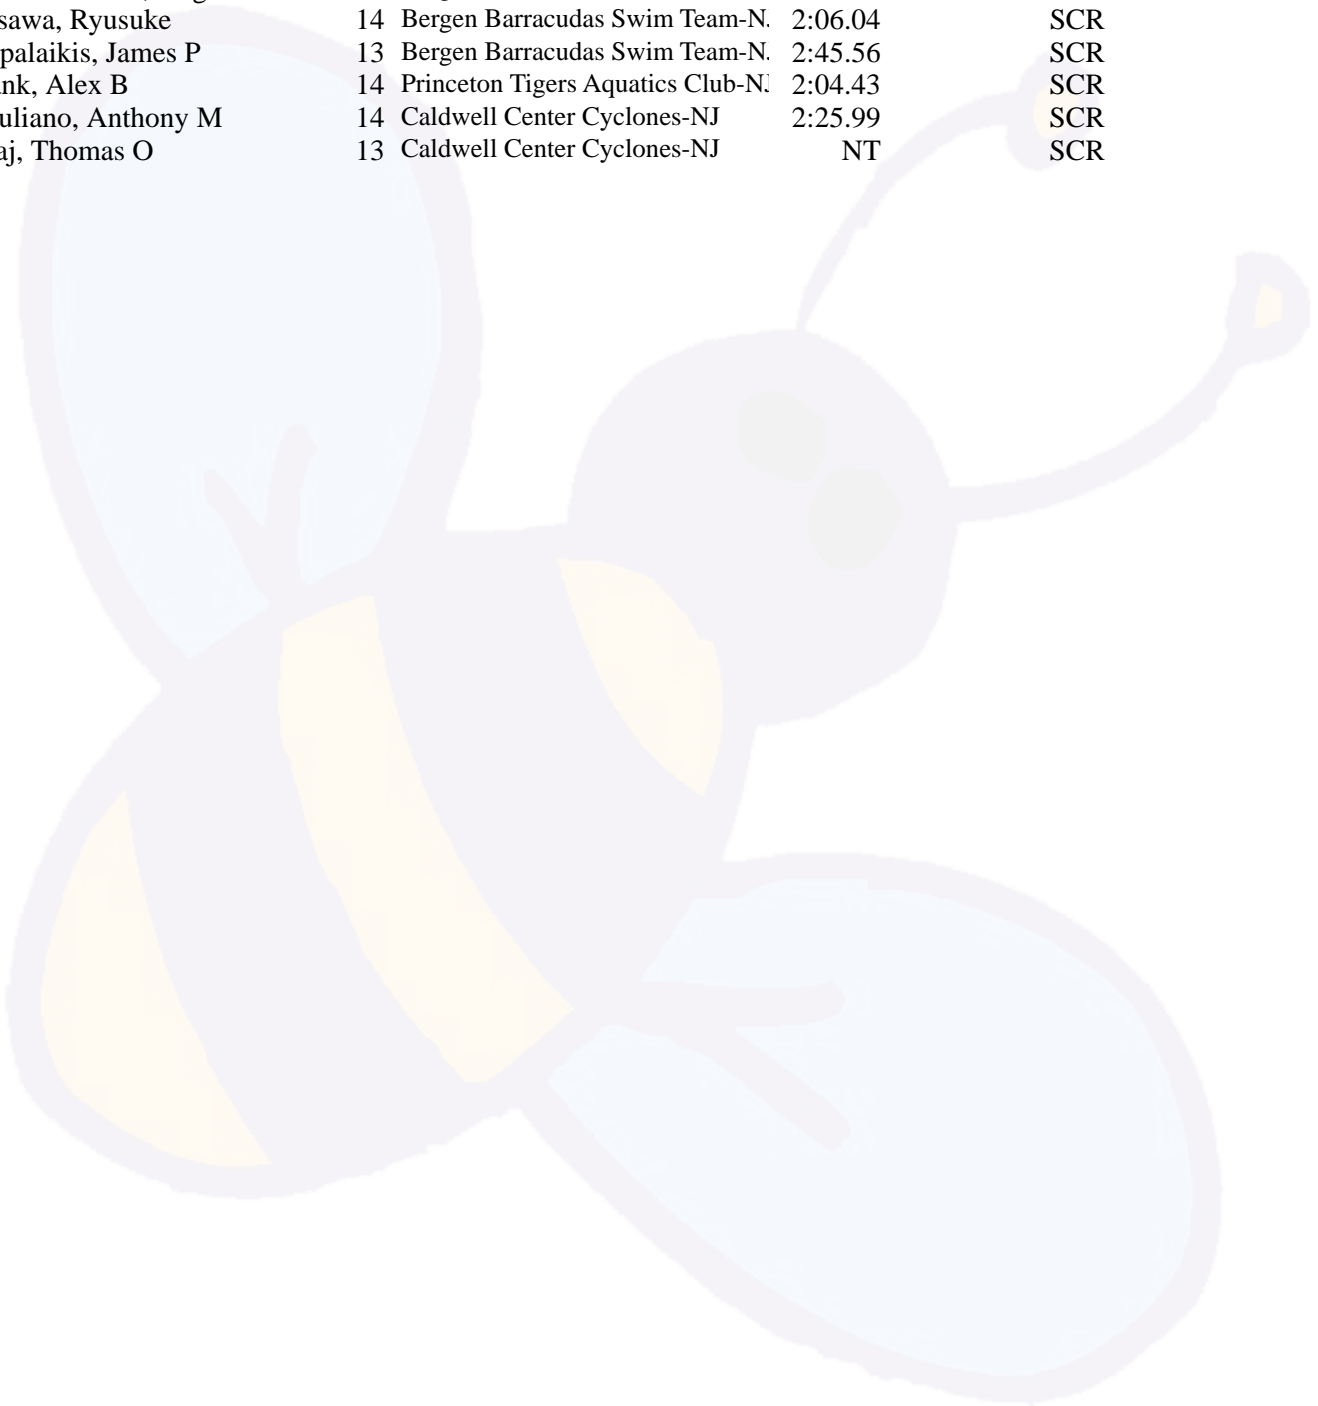 sawa, Ryusuke 14 Bergen Barracudas Swim Team-N. 2:06.04 SCR
palaikis, James P 13 Bergen Barracudas Swim Team-N. 2:45.56 SCR
nk, Alex B 14 Princeton Tigers Aquatics Club-NJ 2:04.43 SCR
uliano, Anthony M 14 Caldwell Center Cyclones-NJ 2:25.99 SCR
aj, Thomas O 13 Caldwell Center Cyclones-NJ NT SCR